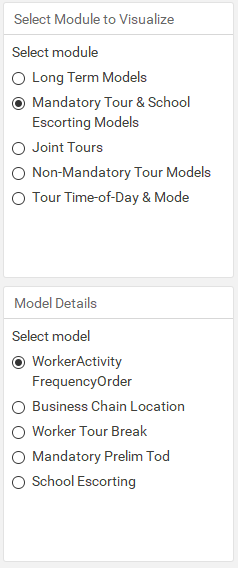 Select Module to Visualize
Select module
Long Term Models
Mandatory Tour & School
Escorting Models
Joint Tours
Non-Mandatory Tour Models
Tour Time-of-Day & Mode
Model Details
Select model
WorkerActivity
FrequencyOrder
Business Chain Location
Worker Tour Break
Mandatory Prelim Tod
School Escorting